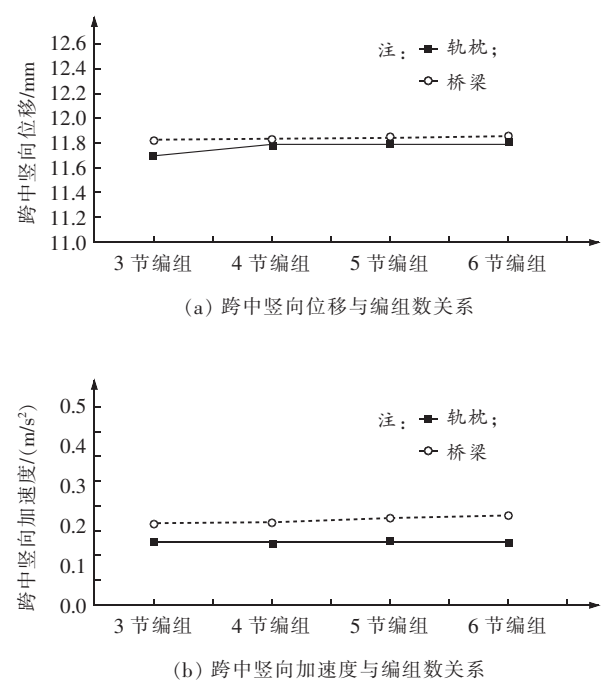 跨中竖向位移/mm
12.6
12.4
12.2
12.0
11.8
11.6
11.4
11.2
11.0
注：轨枕；
桥梁
3 节编组 4 节编组 5 节编组 6 节编组
(a) 跨中竖向位移与编组数关系
跨中竖向加速度/(m/s²)
0.5
0.4
0.3
0.2
0.1
0.0
注：轨枕；
桥梁
3 节编组 4 节编组 5 节编组 6 节编组
(b) 跨中竖向加速度与编组数关系